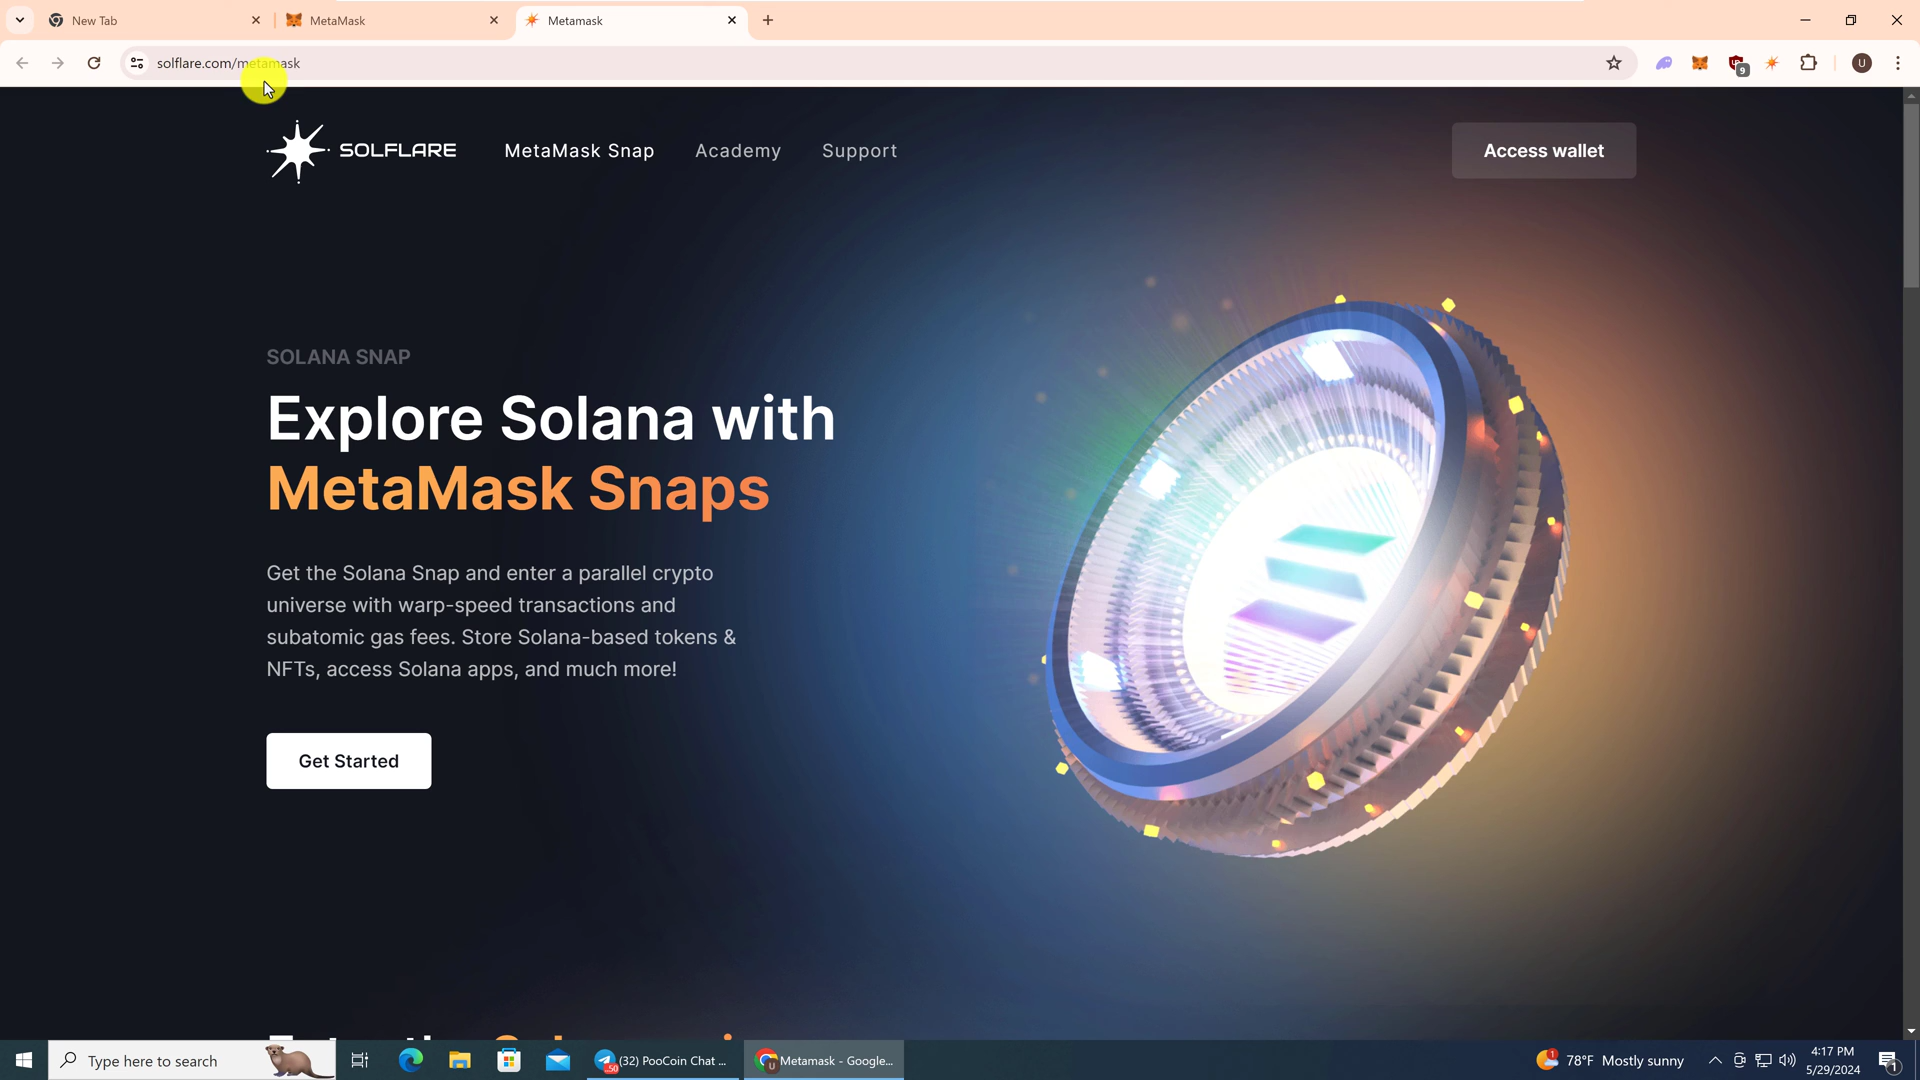 New Tab
MetaMask
Metamask
solflare.com/metamask
9
U
SOLFLARE
MetaMask Snap
Academy
Support
Access wallet
SOLANA SNAP
Explore Solana with
MetaMask Snaps
Get the Solana Snap and enter a parallel crypto
universe with warp-speed transactions and
subatomic gas fees. Store Solana-based tokens &
NFTs, access Solana apps, and much more!
Get Started
Type here to search
(32) PooCoin Chat ...
Metamask - Google...
78°F Mostly sunny
4:17 PM
5/29/2024